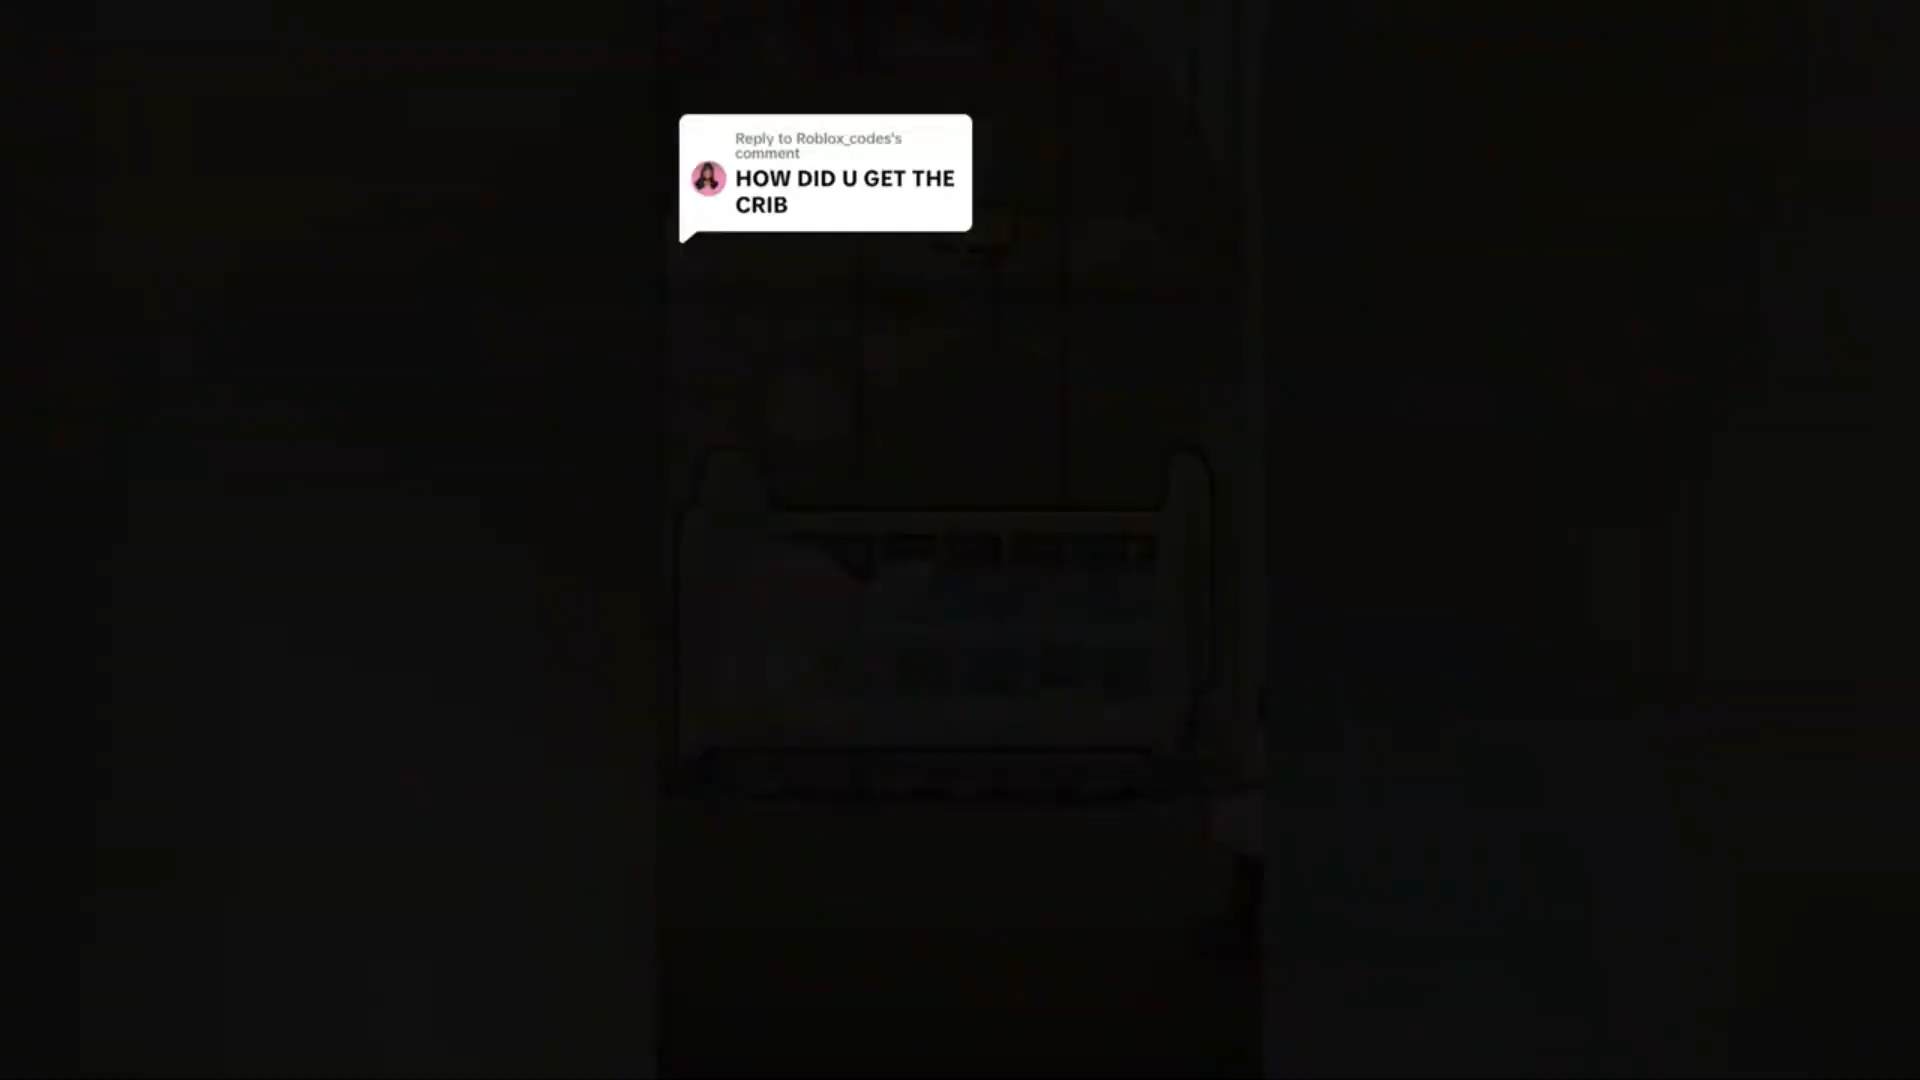 Reply to Roblox_codes's
comment
HOW DID U GET THE
CRIB